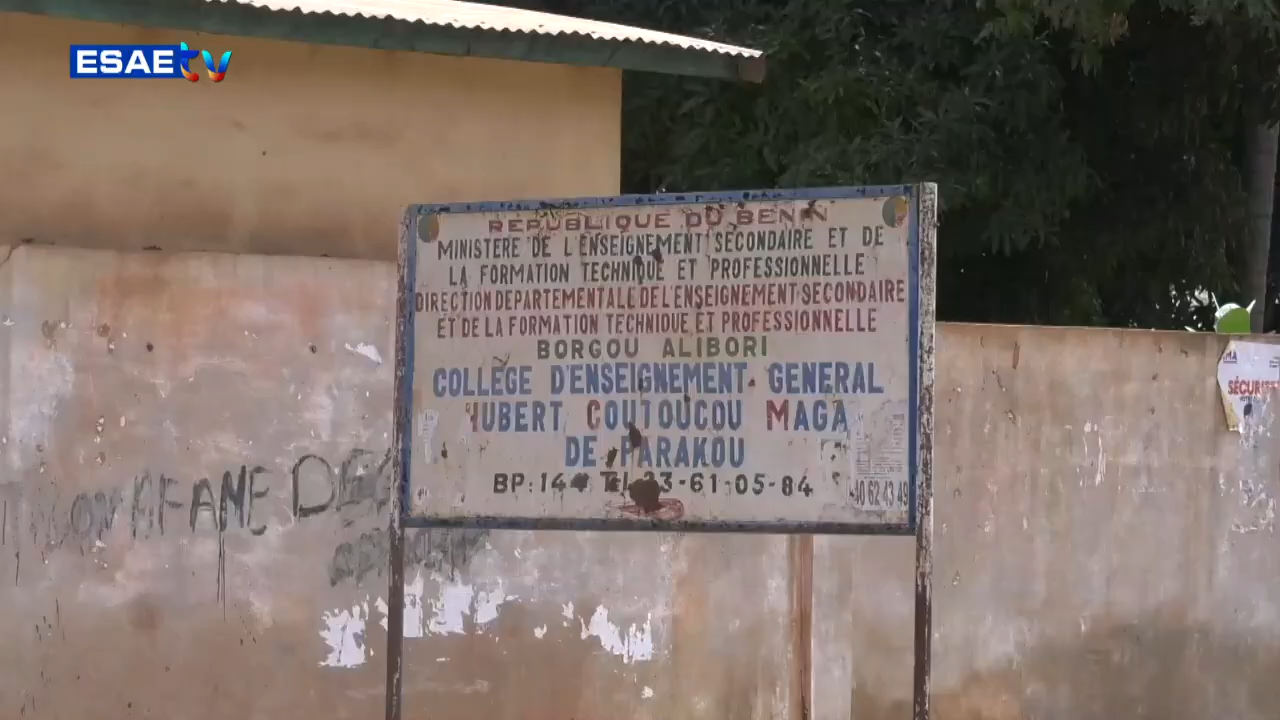 ESAE tv
REPUBLIQUE DU BENIN
MINISTERE DE L'ENSEIGNEMENT SECONDAIRE ET DE
LA FORMATION TECHNIQUE ET PROFESSIONNELLE
DIRECTION DEPARTEMENTALE DE L'ENSEIGNEMENT SECONDAIRE
ET DE LA FORMATION TECHNIQUE ET PROFESSIONNELLE
BORGOU ALIBORI
COLLEGE D'ENSEIGNEMENT GENERAL
HUBERT COUTOUCOU MAGA
DE PARAKOU
BP: 144 Tel 23-61-05-84
40 62 43 49
SÉCURITÉ